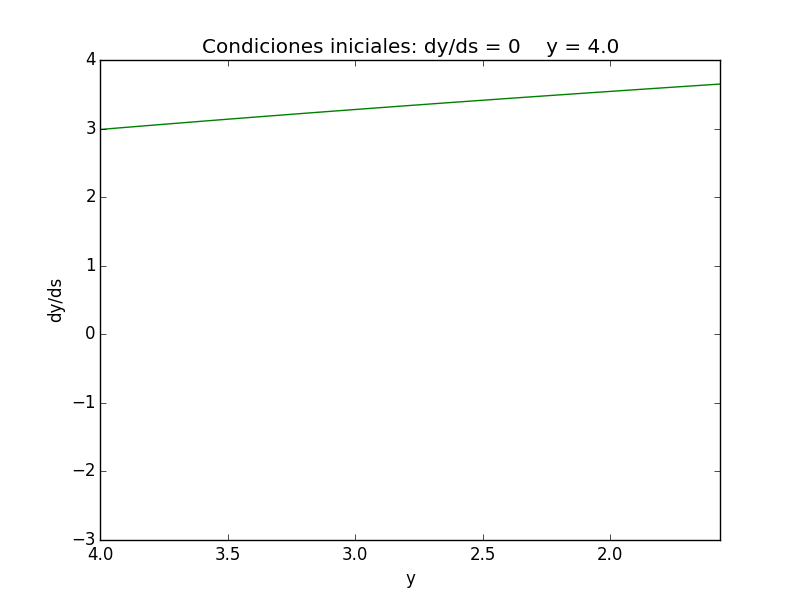 Condiciones iniciales: dy/ds = 0    y = 4.0
4
3
2
1
0
−1
−2
−3
dy/ds
4.0 3.5 3.0 2.5 2.0
y